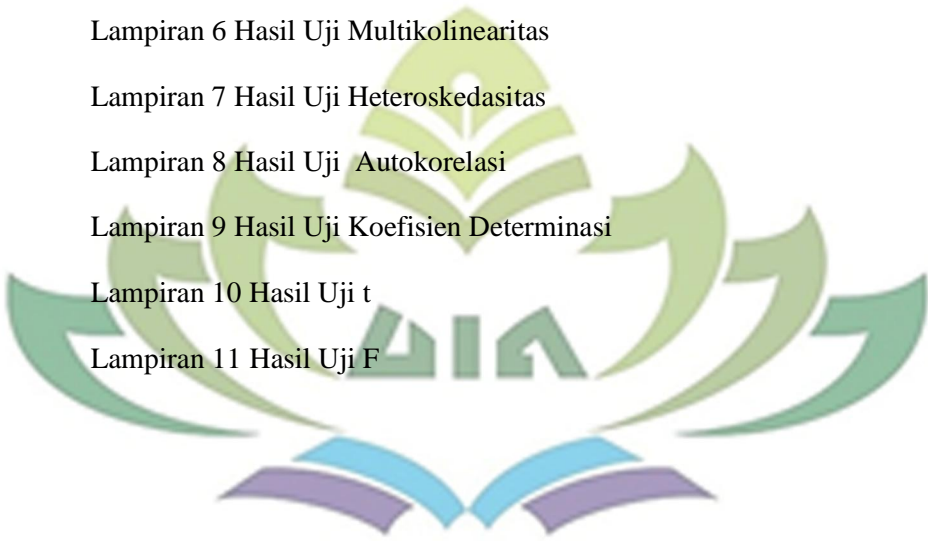 Lampiran 6 Hasil Uji Multikolinearitas
Lampiran 7 Hasil Uji Heteroskedasitas
Lampiran 8 Hasil Uji  Autokorelasi
Lampiran 9 Hasil Uji Koefisien Determinasi
Lampiran 10 Hasil Uji t
Lampiran 11 Hasil Uji F
UIN